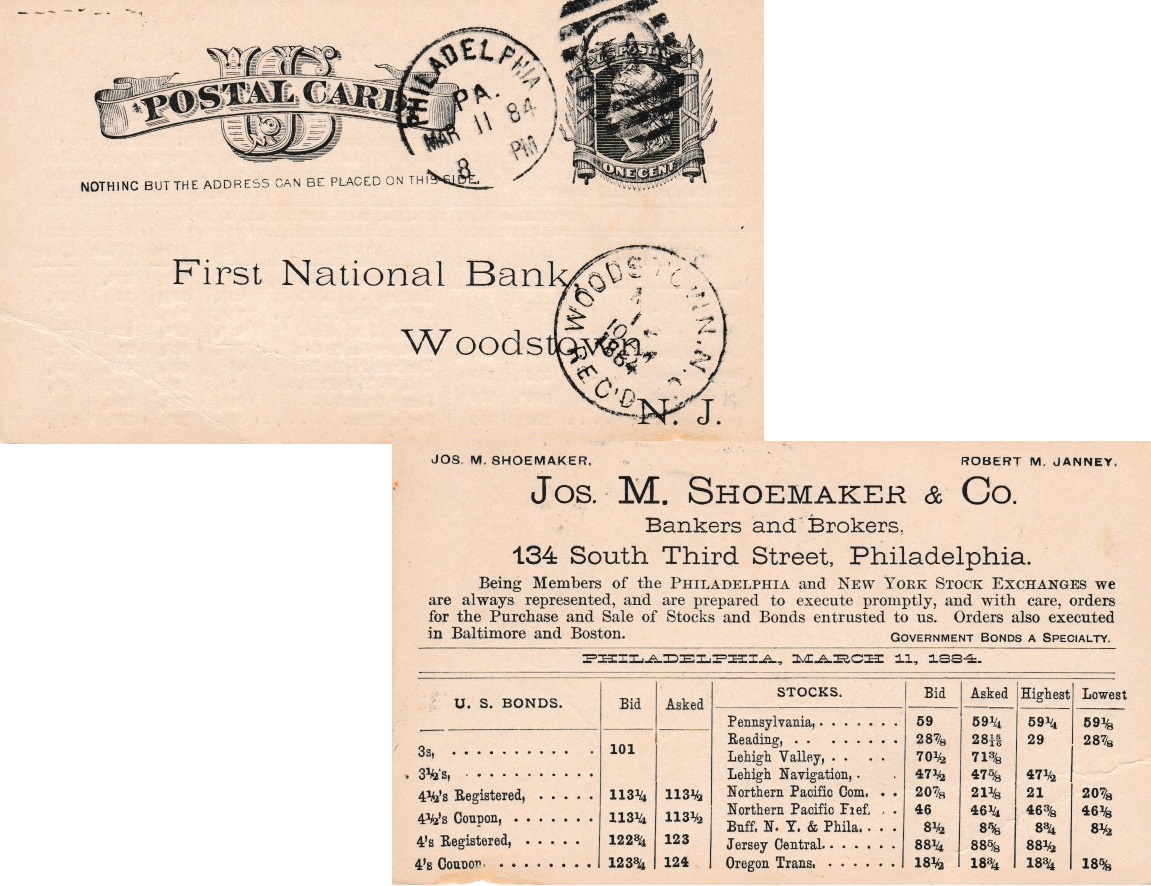 US
POSTAL CARD
NOTHING BUT THE ADDRESS CAN BE PLACED ON THIS SIDE.
PHILADELPHIA
PA.
MAR 11 84
8 PM
U.S. POSTAGE
ONE CENT
First National Bank
Woodstown,
N. J.
WOODSTOWN. N.J.
10
1884
REC'D
JOS. M. SHOEMAKER, ROBERT M. JANNEY.
JOS. M. SHOEMAKER & CO.
Bankers and Brokers,
134 South Third Street, Philadelphia.
Being Members of the PHILADELPHIA and NEW YORK STOCK EXCHANGES we
are always represented, and are prepared to execute promptly, and with care, orders
for the Purchase and Sale of Stocks and Bonds entrusted to us. Orders also executed
in Baltimore and Boston. GOVERNMENT BONDS A SPECIALTY.
PHILADELPHIA, MARCH 11, 1884.
U. S. BONDS. Bid Asked
3s, . . . . . . . . . . . 101
3½'s, . . . . . . . . . .
4½'s Registered, . . . . . 113¼ 113½
4½'s Coupon, . . . . . . 113¼ 113½
4's Registered, . . . . . . 122¾ 123
4's Coupon. . . . . . . . . 123¾ 124
STOCKS. Bid Asked Highest Lowest
Pennsylvania, . . . . . . . 59 59¼ 59¼ 59⅛
Reading, . . . . . . . . 28⅞ 28 15/16 29 28⅞
Lehigh Valley, . . . . . 70½ 71⅜
Lehigh Navigation, . . 47½ 47⅝ 47½
Northern Pacific Com. . . 20⅞ 21⅛ 21 20⅞
Northern Pacific Pref. . . 46 46¼ 46⅜ 46⅛
Buff. N. Y. & Phila. . . . 8½ 8⅝ 8¾ 8½
Jersey Central. . . . . . . 88¼ 88⅝ 88½
Oregon Trans. . . . . . . 18½ 18¾ 18¾ 18⅝